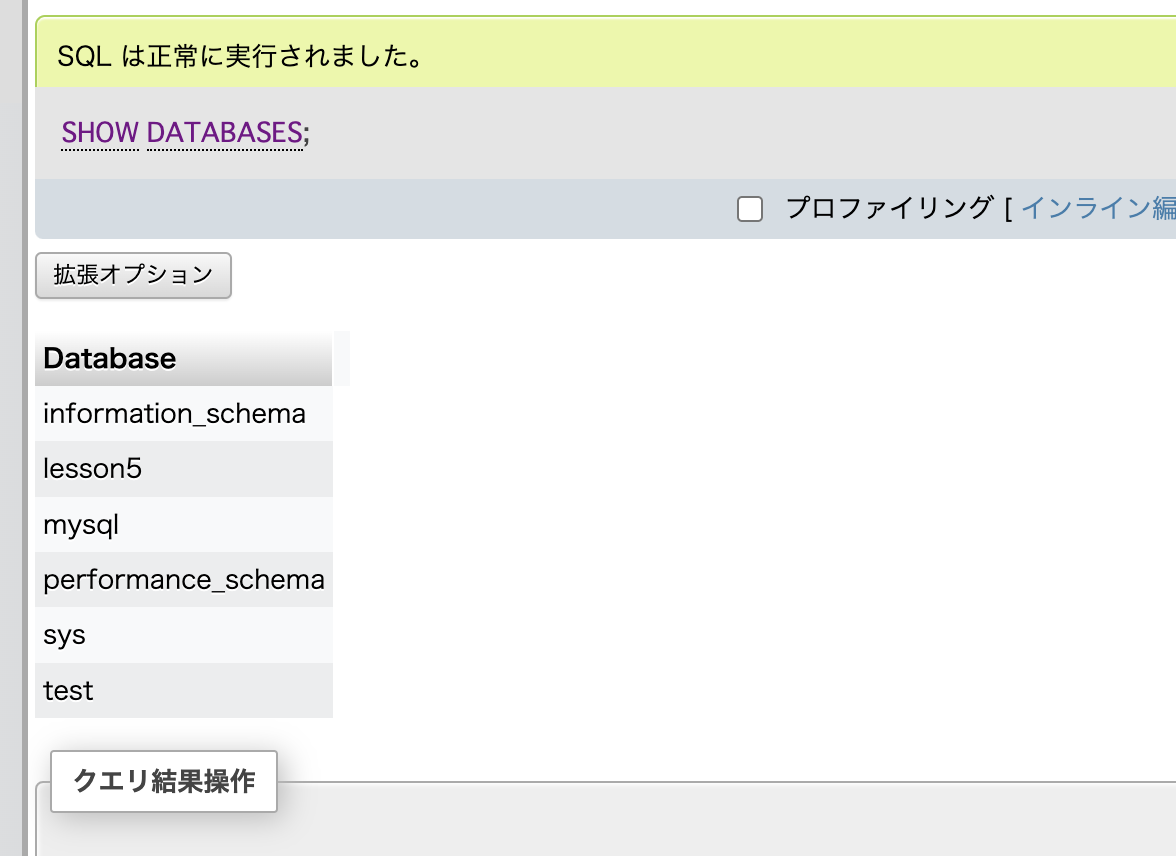 SQL は正常に実行されました。
SHOW DATABASES;
プロファイリング [ インライン編
拡張オプション
Database
information_schema
lesson5
mysql
performance_schema
sys
test
クエリ結果操作